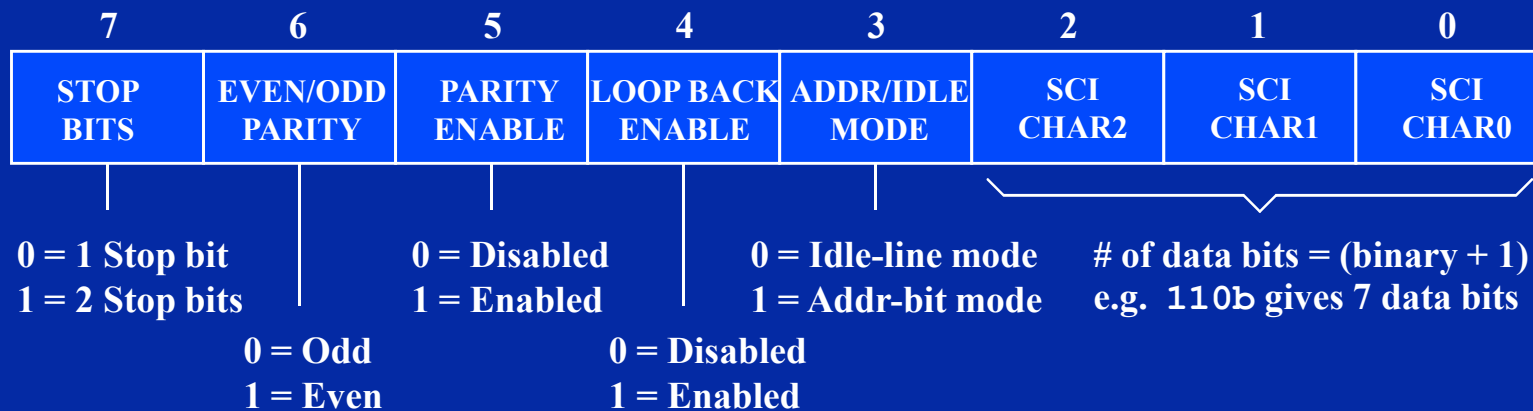 7 6 5 4 3 2 1 0
STOP
BITS
EVEN/ODD
PARITY
PARITY
ENABLE
LOOP BACK
ENABLE
ADDR/IDLE
MODE
SCI
CHAR2
SCI
CHAR1
SCI
CHAR0
0 = 1 Stop bit
1 = 2 Stop bits
0 = Odd
1 = Even
0 = Disabled
1 = Enabled
0 = Disabled
1 = Enabled
0 = Idle-line mode
1 = Addr-bit mode
# of data bits = (binary + 1)
e.g. 110b gives 7 data bits